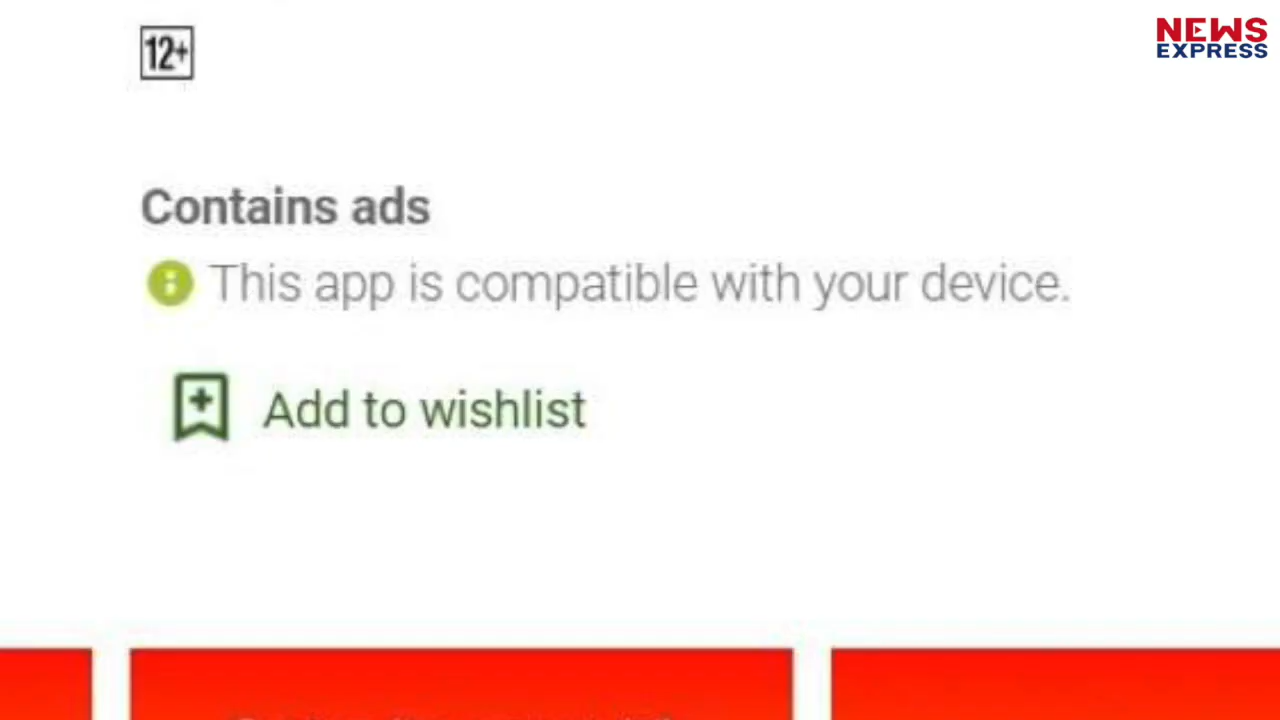 NEWS
EXPRESS
12+
Contains ads
This app is compatible with your device.
Add to wishlist